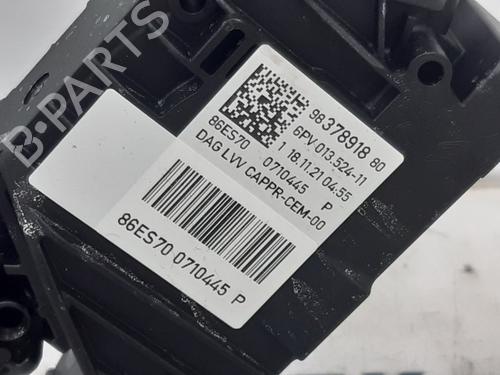 B-PARTS
96378918 80
6PV 013.524-11
1 18.11.21 04:55
86ES70 0710445 P
DAG LVV CAPPR-CEM-00
86ES70 0710445 P